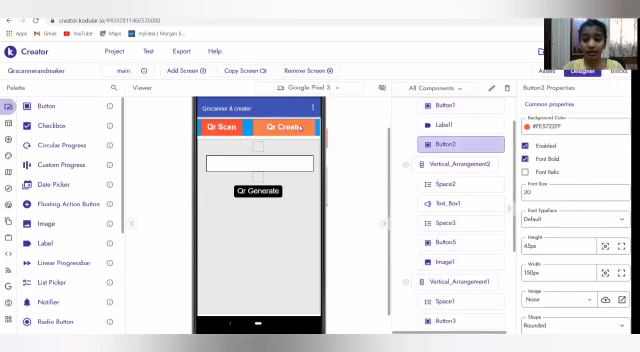 creator.kodular.io/#4592811460526080
Apps
Gmail
YouTube
Maps
myDesk | Morgan S...
Creator
Project
Test
Export
Help
Qrscannerandmaker
main
Add Screen
Copy Screen
Remove Screen
Assets
Designer
Blocks
Palette
Viewer
Google Pixel 3
All Components
Button2 Properties
Button
Checkbox
Circular Progress
Custom Progress
Date Picker
Floating Action Button
Image
Label
Linear Progressbar
List Picker
Notifier
Radio Button
Qrscanner & creater
Qr Scan
Qr Create
Qr Generate
Button1
Label1
Button2
Vertical_Arrangement2
Space2
Text_Box1
Space3
Button5
Image1
Vertical_Arrangement1
Space1
Button3
Common properties
Background Color
#FE5722FF
Enabled
Font Bold
Font Italic
Font Size
20
Font Typeface
Default
Height
45px
Width
150px
Image
None
Shape
Rounded